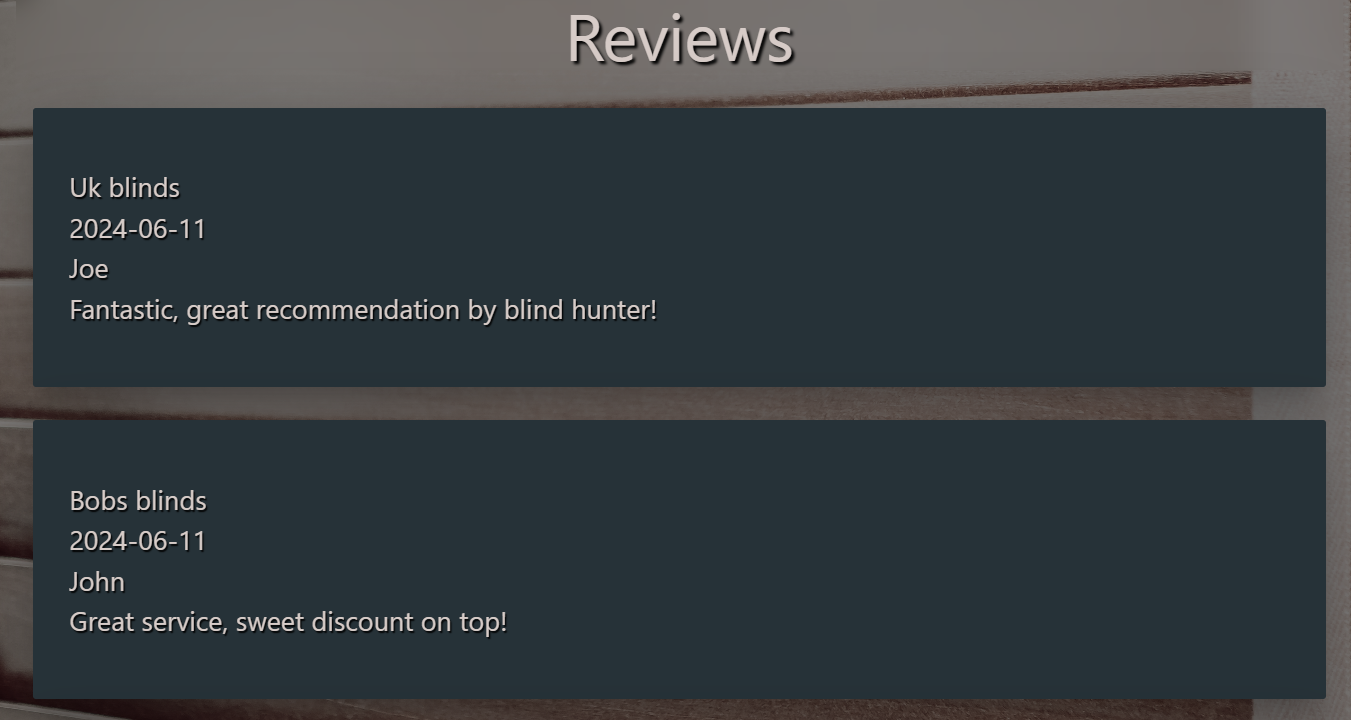 Reviews
Uk blinds
2024-06-11
Joe
Fantastic, great recommendation by blind hunter!
Bobs blinds
2024-06-11
John
Great service, sweet discount on top!